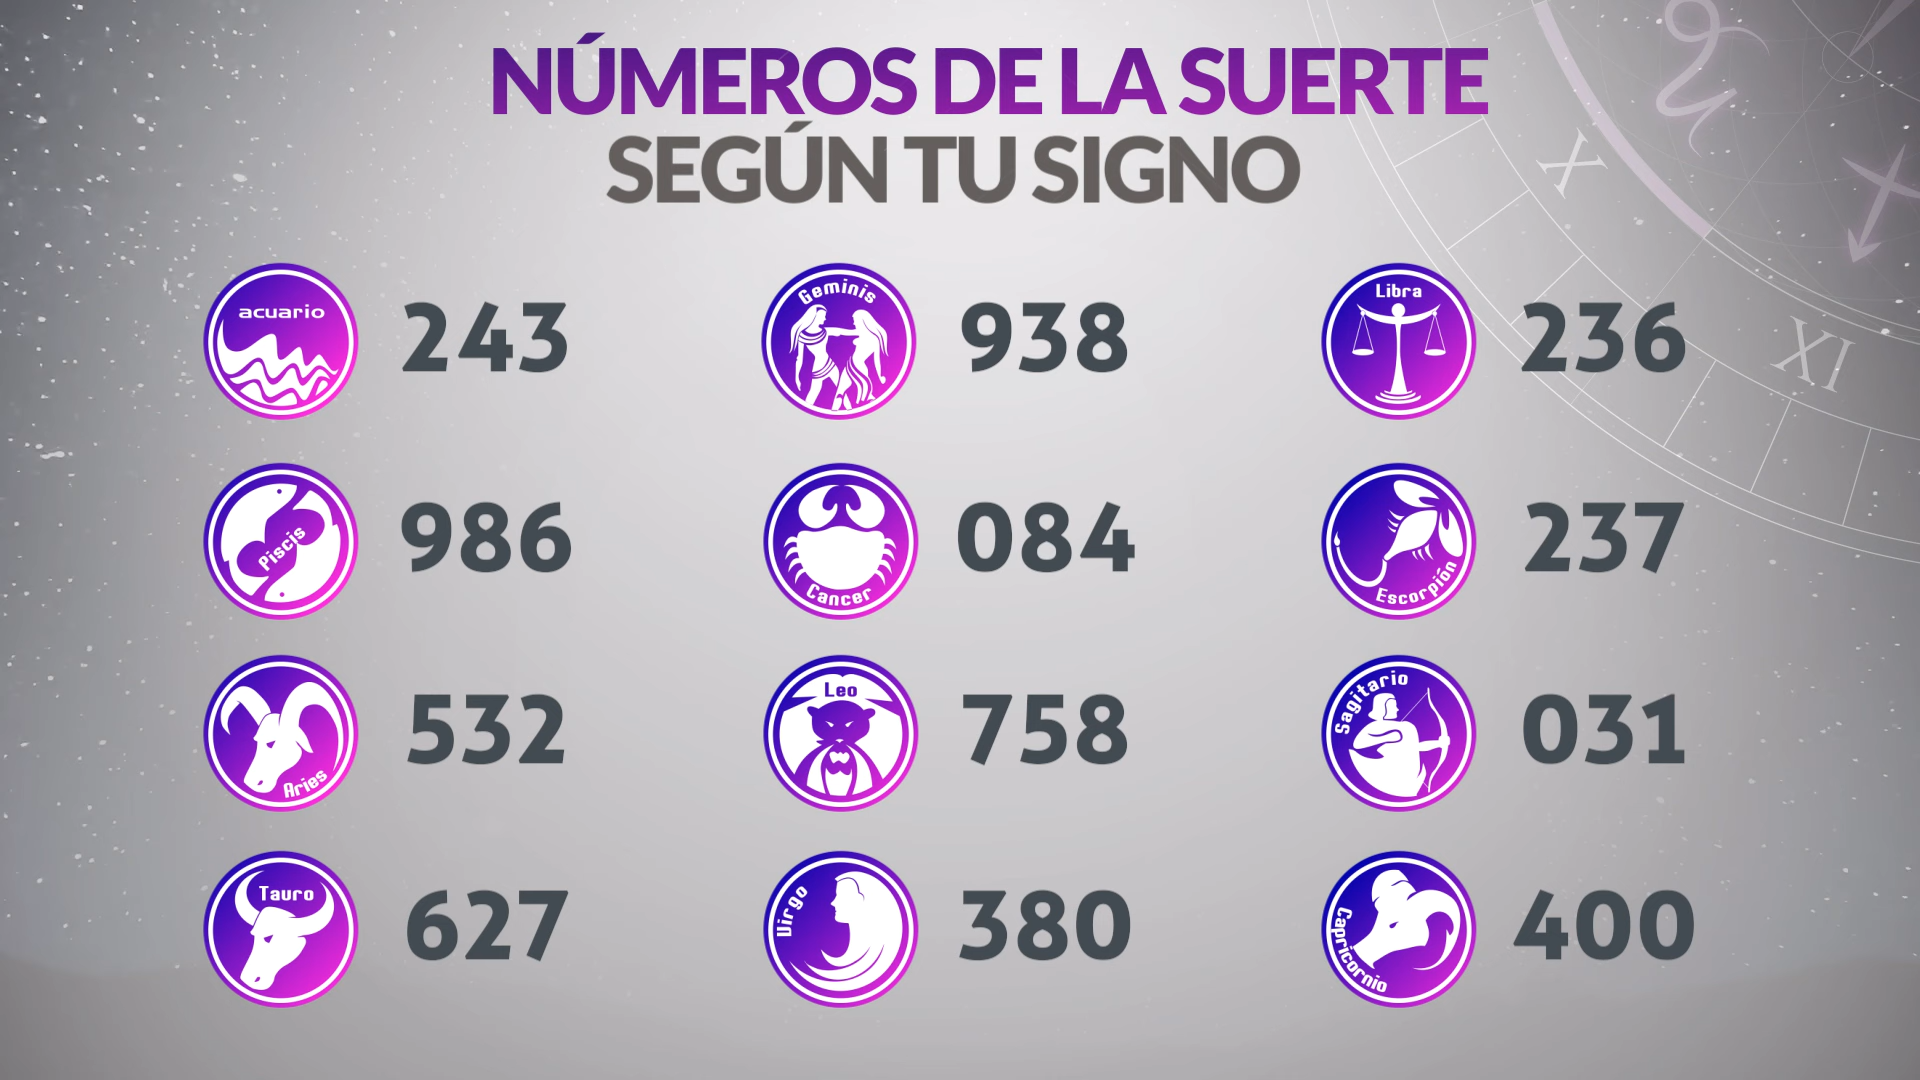 NÚMEROS DE LA SUERTE
SEGÚN TU SIGNO
X
XI
acuario 243
Geminis 938
Libra 236
Piscis 986
Cancer 084
Escorpión 237
Aries 532
Leo 758
Sagitario 031
Tauro 627
Virgo 380
Capricornio 400